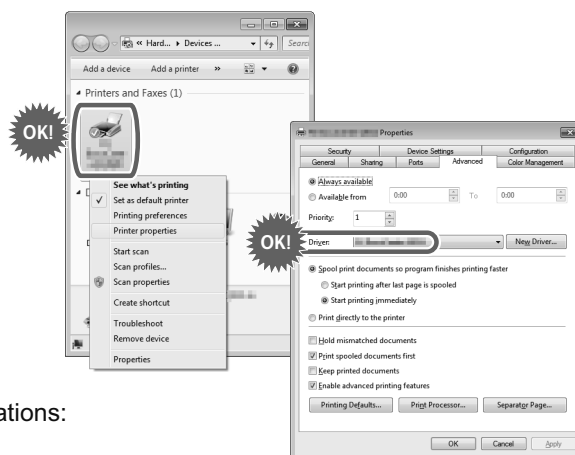 « Hard... ▸ Devices ...
Searc
Add a device Add a printer »
Printers and Faxes (1)
OK!
See what's printing
Set as default printer
Printing preferences
Printer properties
Start scan
Scan profiles...
Scan properties
Create shortcut
Troubleshoot
Remove device
Properties
ations:
Properties
Security Device Settings Configuration
General Sharing Ports Advanced Color Management
Always available
Available from 0:00 To 0:00
Priority: 1
OK!
Driver: New Driver...
Spool print documents so program finishes printing faster
Start printing after last page is spooled
Start printing immediately
Print directly to the printer
Hold mismatched documents
Print spooled documents first
Keep printed documents
Enable advanced printing features
Printing Defaults... Print Processor... Separator Page...
OK Cancel Apply